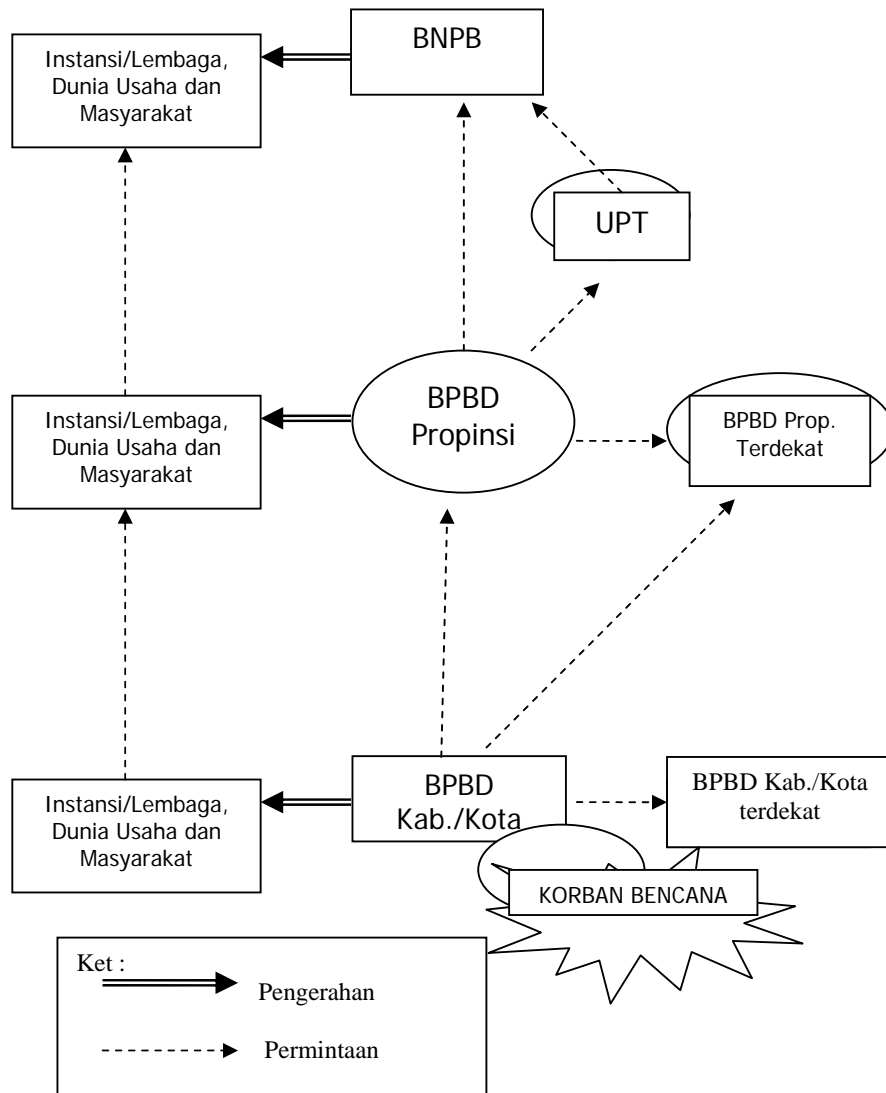 BNPB
Instansi/Lembaga,
Dunia Usaha dan
Masyarakat
UPT
BPBD
Propinsi
Instansi/Lembaga,
Dunia Usaha dan
Masyarakat
BPBD Prop.
Terdekat
BPBD
Kab./Kota
Instansi/Lembaga,
Dunia Usaha dan
Masyarakat
BPBD Kab./Kota
terdekat
KORBAN BENCANA
Ket :
Pengerahan
Permintaan